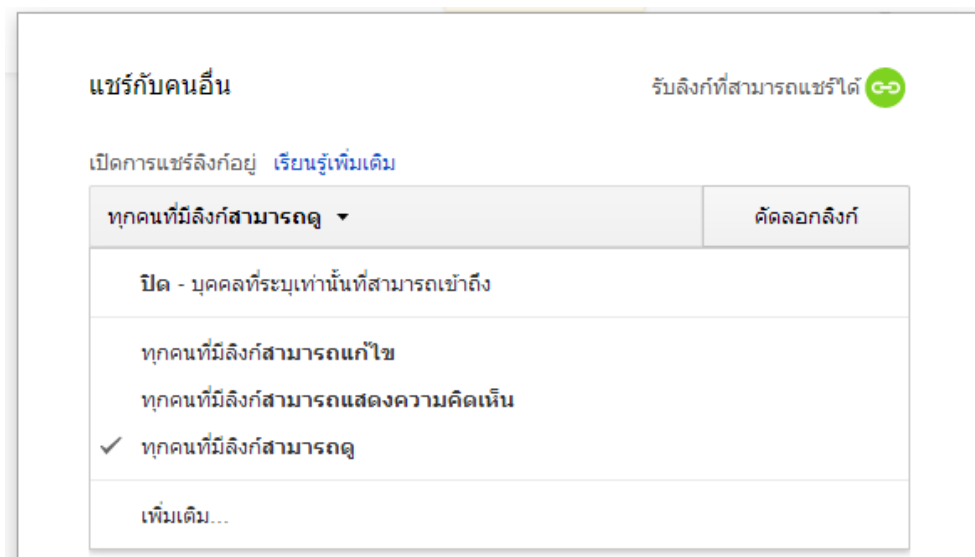 แชร์กับคนอื่น
รับลิงก์ที่สามารถแชร์ได้
เปิดการแชร์ลิงก์อยู่ เรียนรู้เพิ่มเติม
ทุกคนที่มีลิงก์สามารถดู
คัดลอกลิงก์
ปิด - บุคคลที่ระบุเท่านั้นที่สามารถเข้าถึง
ทุกคนที่มีลิงก์สามารถแก้ไข
ทุกคนที่มีลิงก์สามารถแสดงความคิดเห็น
ทุกคนที่มีลิงก์สามารถดู
เพิ่มเติม...